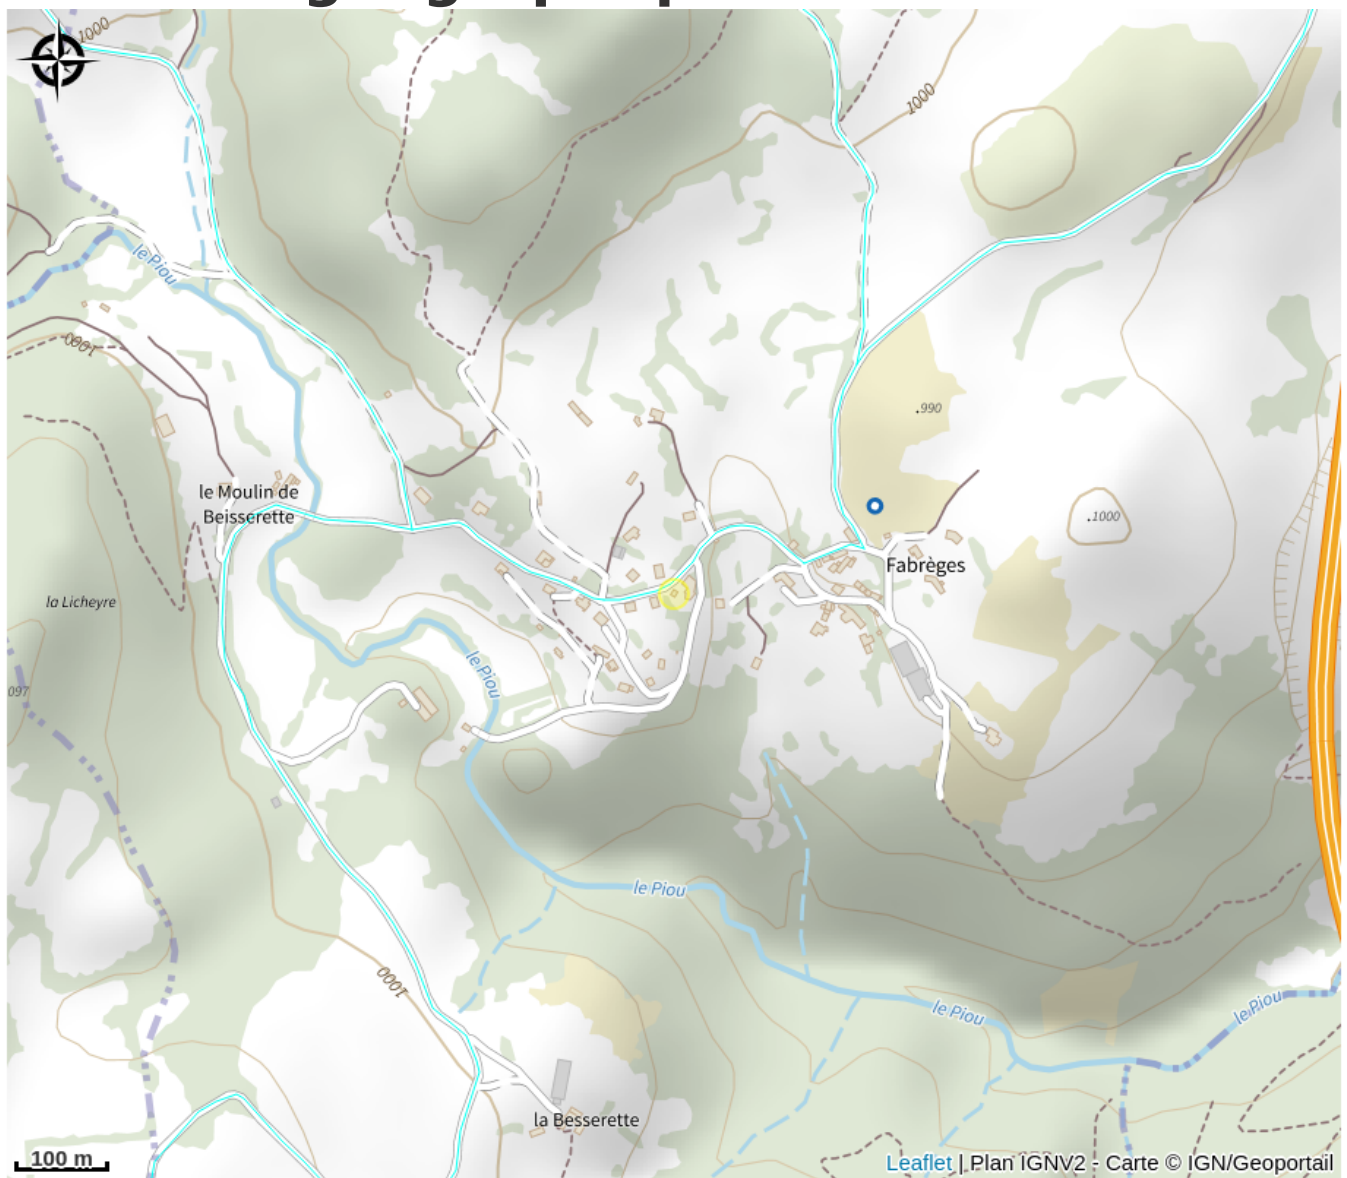 1000
1000
le Piou
1000
.990
le Moulin de
Beisserette
.1000
Fabrèges
la Licheyre
le Piou
097
le Piou
1000
le Piou
le Piou
la Besserette
100 m
Leaflet | Plan IGNV2 - Carte © IGN/Geoportail